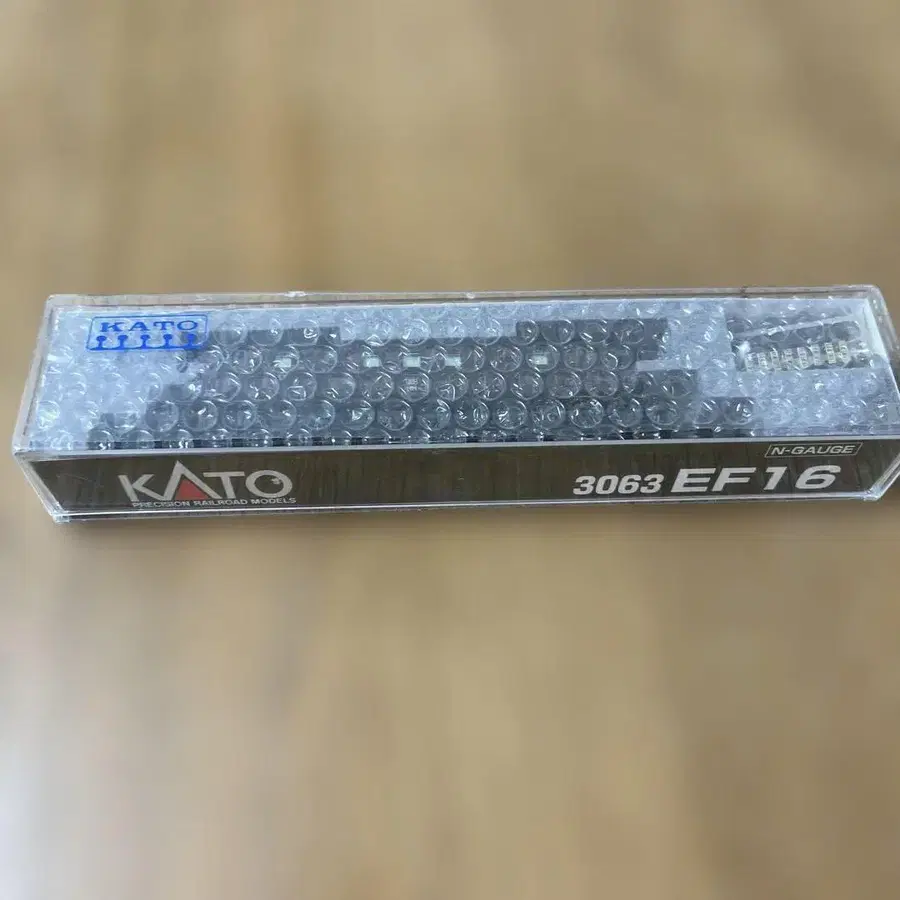 KATO
KATO
PRECISION RAILROAD MODELS
N-GAUGE
3063 EF16